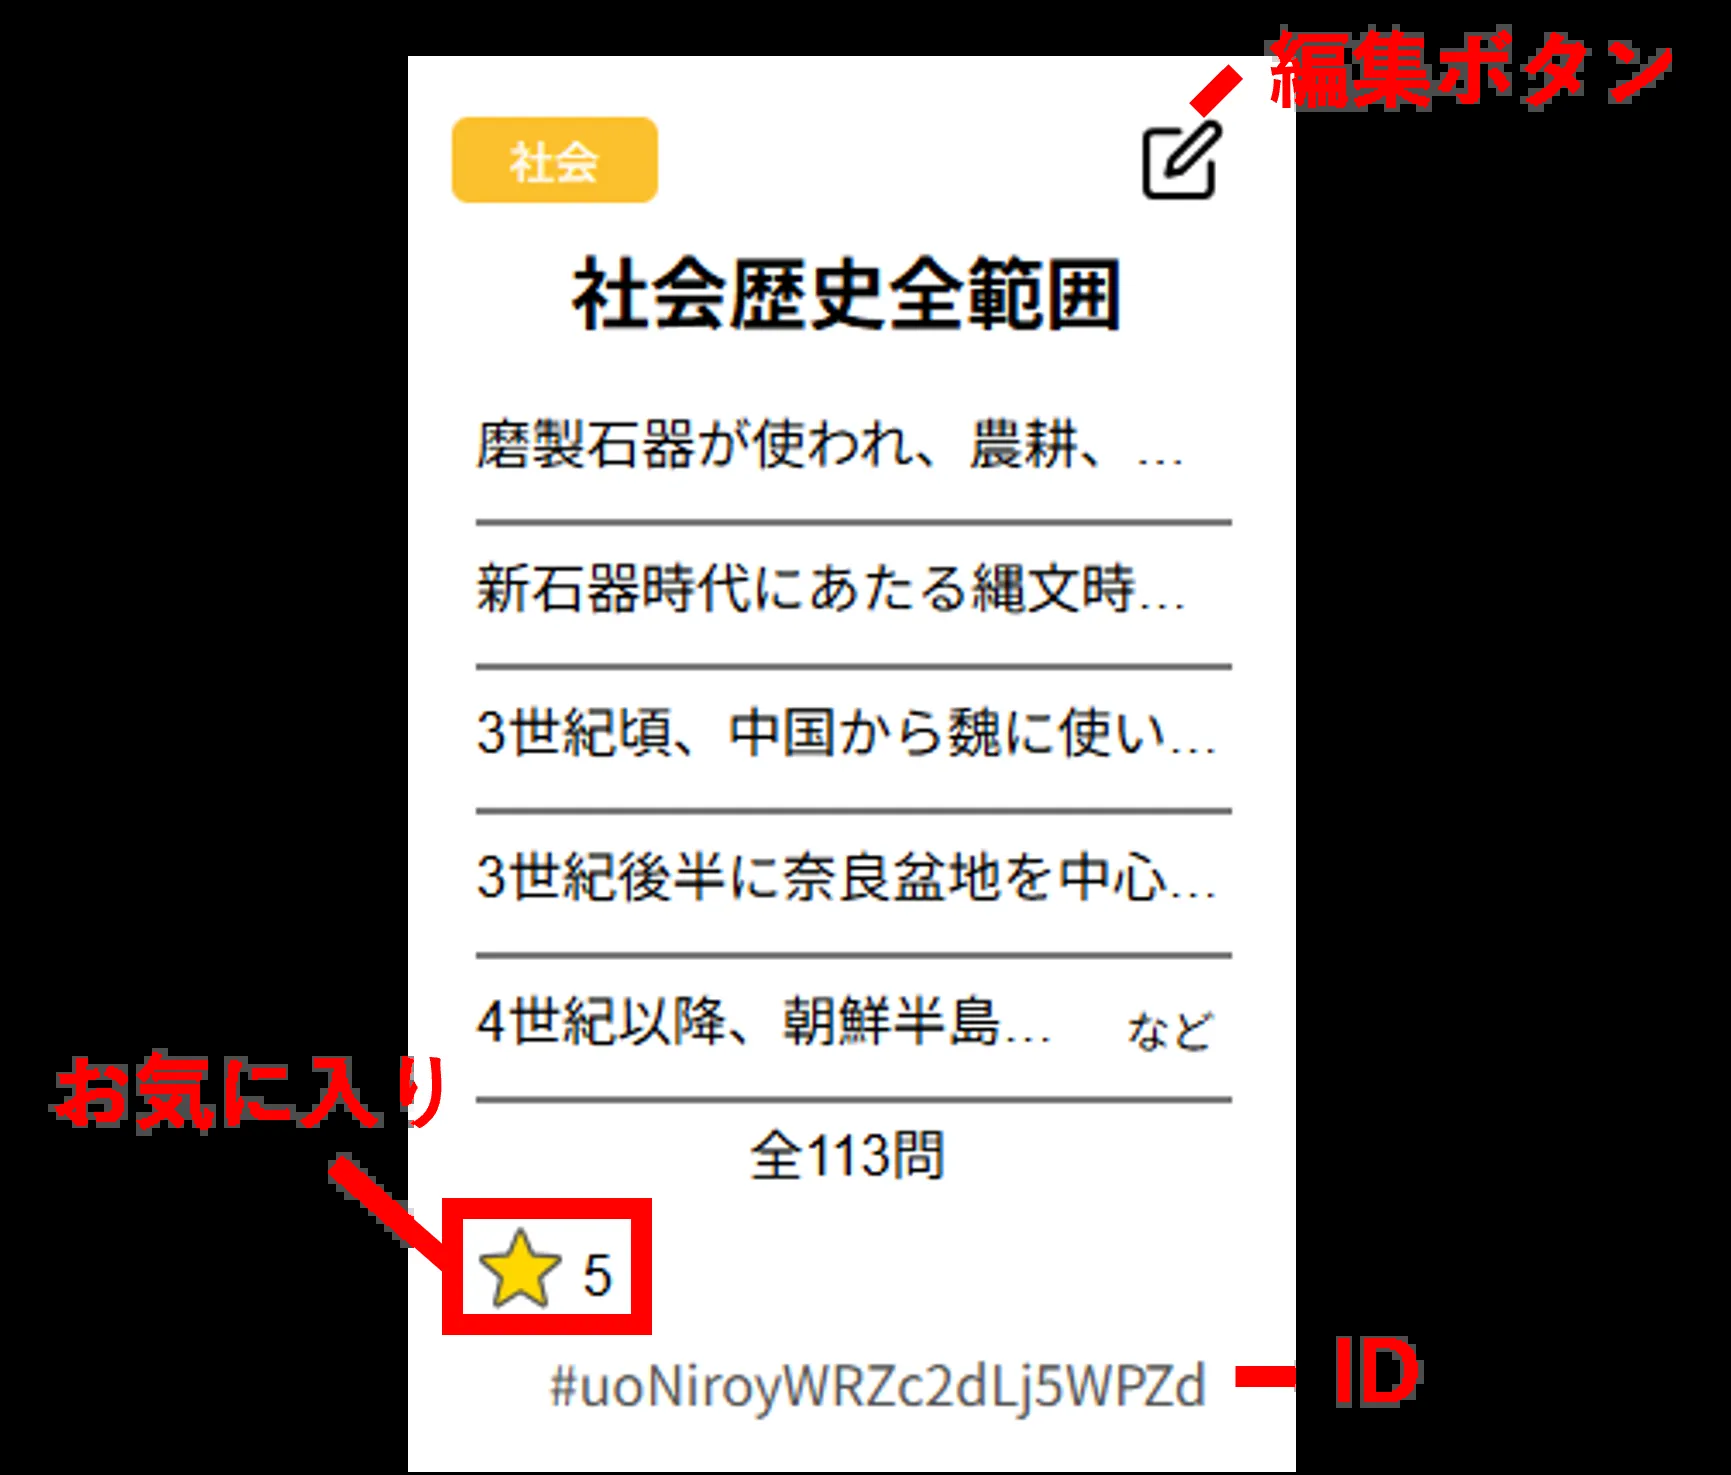 編集ボタン
社会
社会歴史全範囲
磨製石器が使われ、農耕、...
新石器時代にあたる縄文時...
3世紀頃、中国から魏に使い...
3世紀後半に奈良盆地を中心...
4世紀以降、朝鮮半島... など
お気に入り
全113問
5
#uoNiroyWRZc2dLj5WPZd
ID